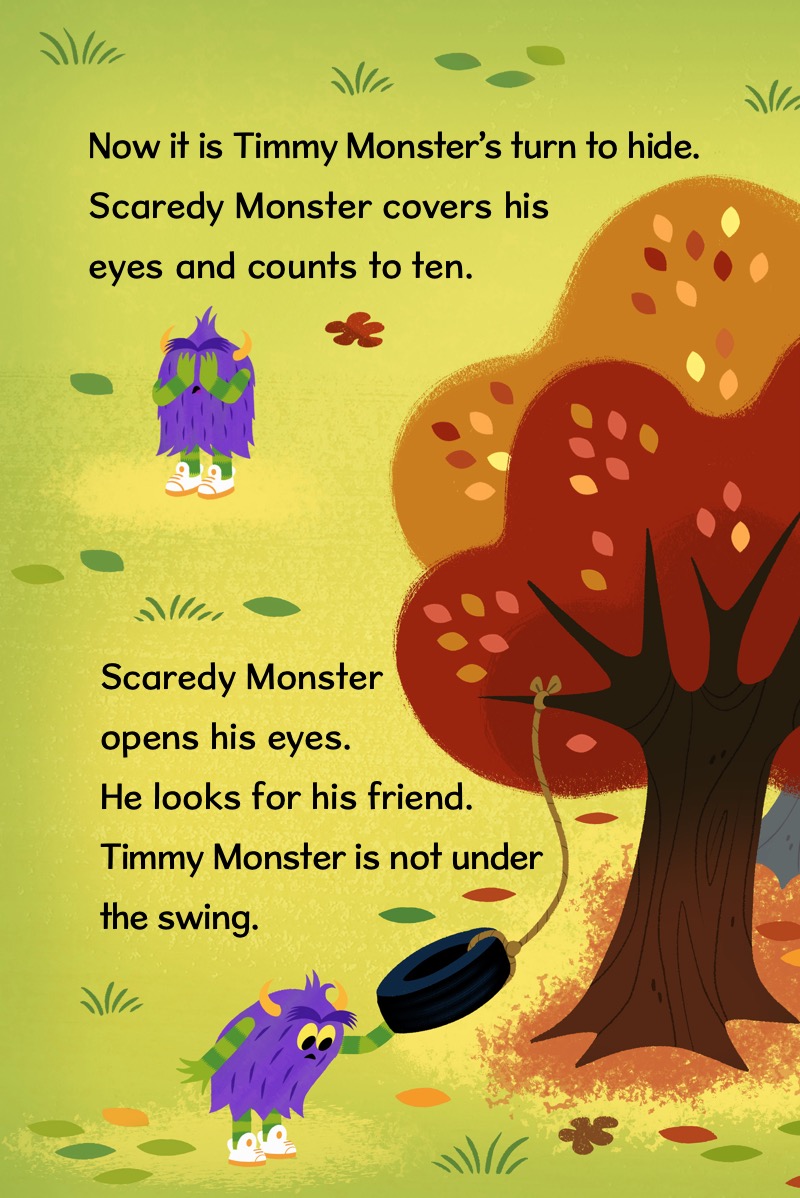 Now it is Timmy Monster’s turn to hide.
Scaredy Monster covers his
eyes and counts to ten.
Scaredy Monster
opens his eyes.
He looks for his friend.
Timmy Monster is not under
the swing.